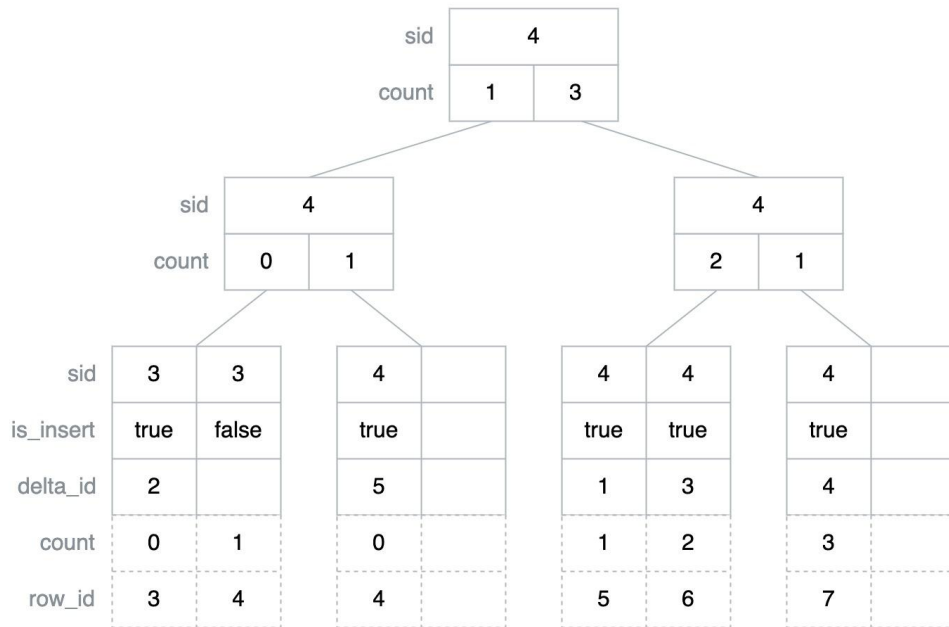 sid 4
count 1 3
sid 4 4
count 0 1 2 1
sid 3 3 4 4 4 4
is_insert true false true true true true
delta_id 2 5 1 3 4
count 0 1 0 1 2 3
row_id 3 4 4 5 6 7